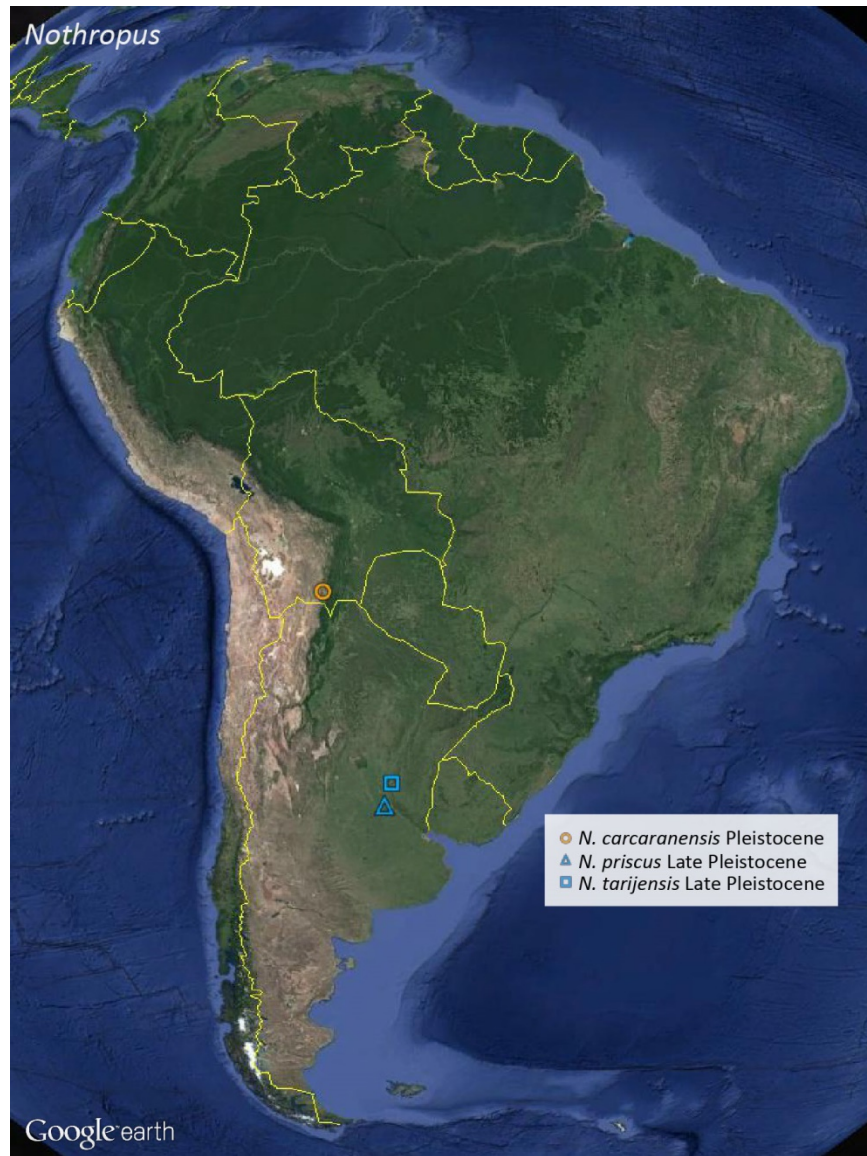 Nothropus
N. carcaranensis Pleistocene
N. priscus Late Pleistocene
N. tarijensis Late Pleistocene
Google earth